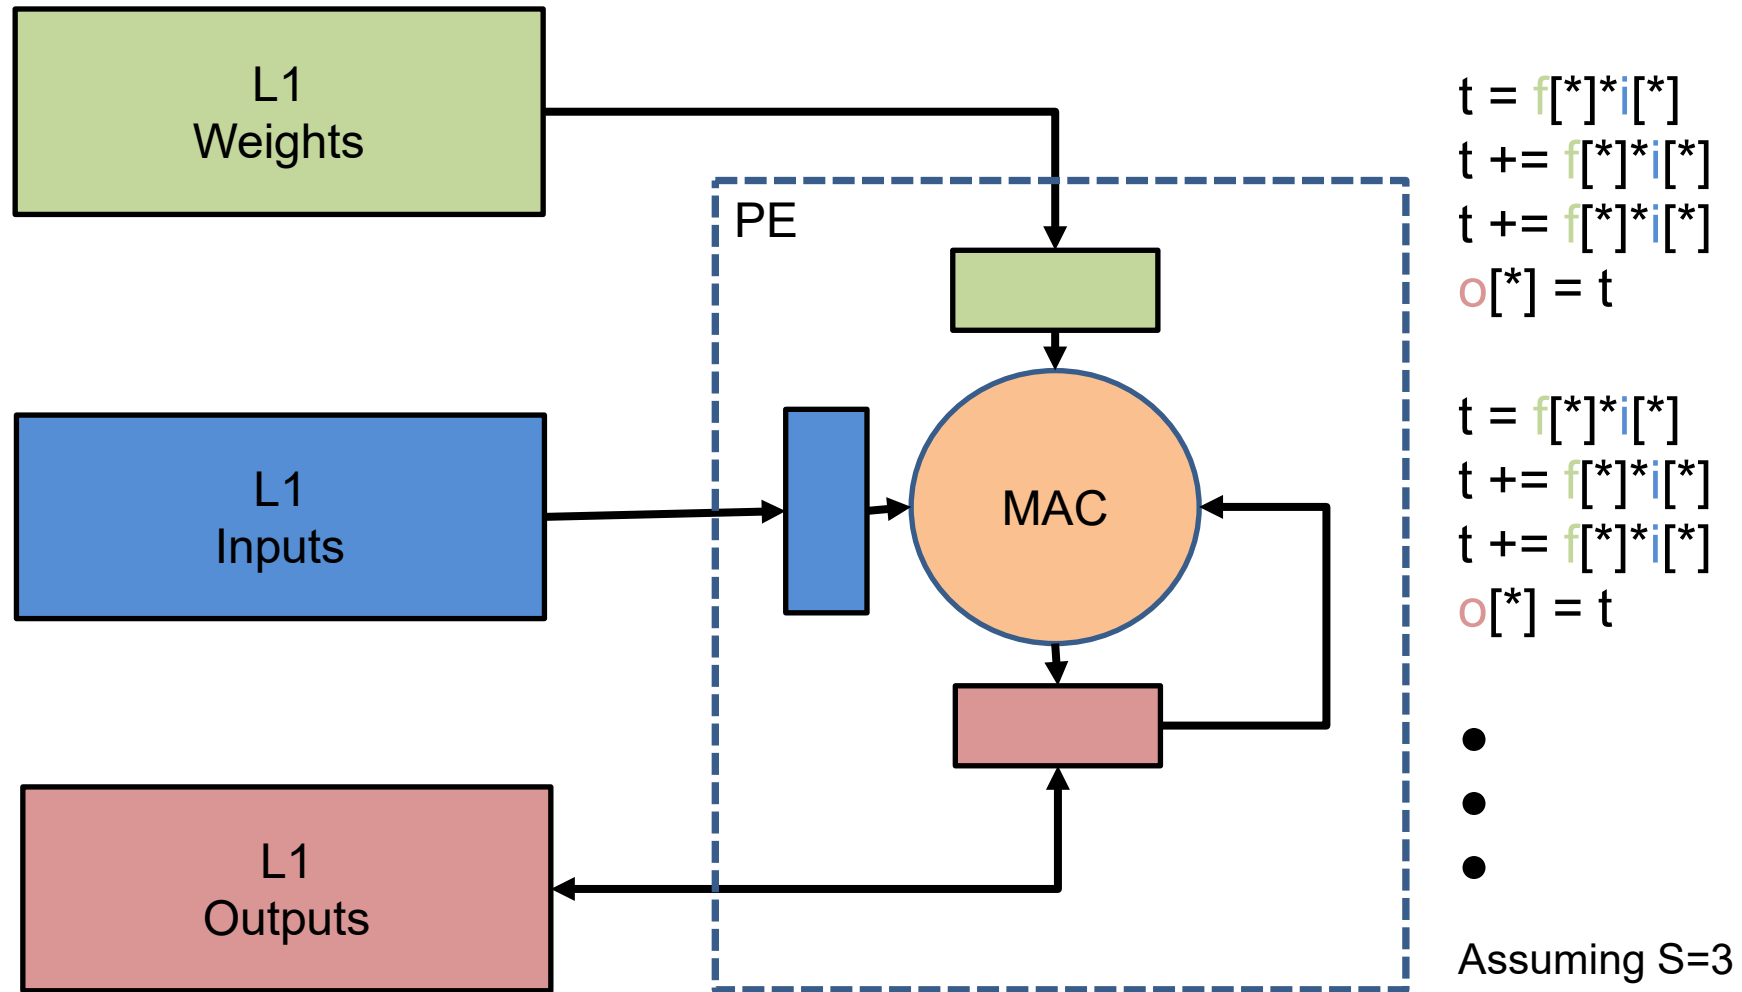 L1
Weights
PE
L1
Inputs
MAC
L1
Outputs
t = f[*]*i[*]
t += f[*]*i[*]
t += f[*]*i[*]
o[*] = t
t = f[*]*i[*]
t += f[*]*i[*]
t += f[*]*i[*]
o[*] = t
•
•
•
Assuming S=3